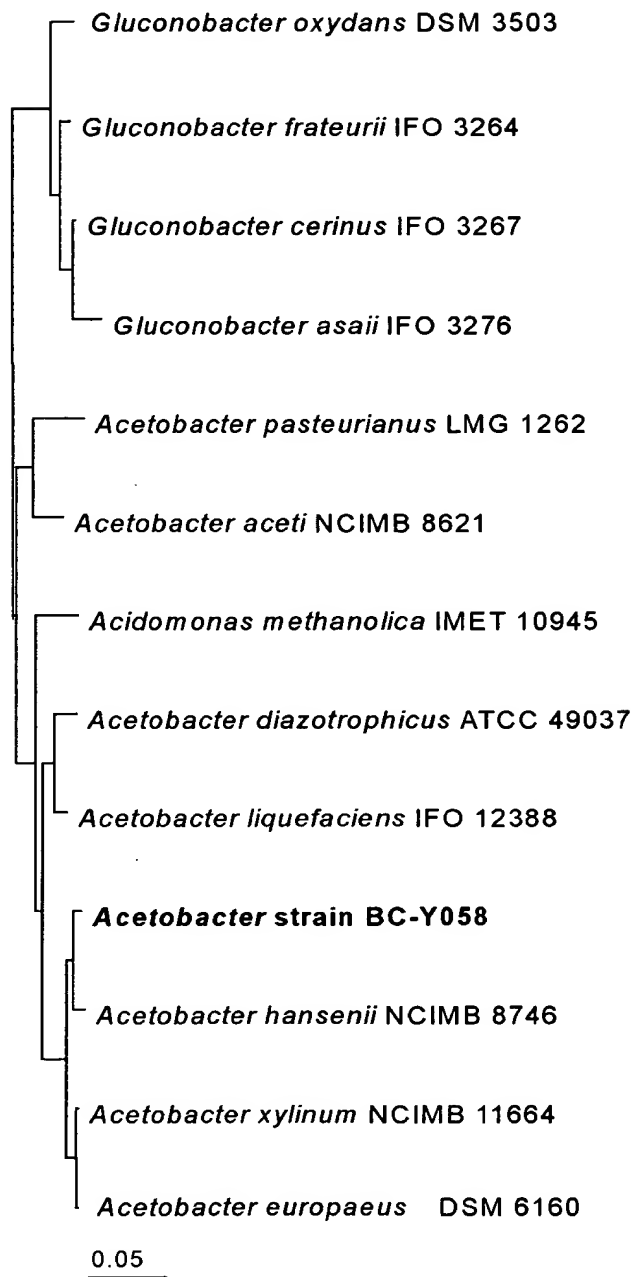 Gluconobacter oxydans DSM 3503
Gluconobacter frateurii IFO 3264
Gluconobacter cerinus IFO 3267
Gluconobacter asaii IFO 3276
Acetobacter pasteurianus LMG 1262
Acetobacter aceti NCIMB 8621
Acidomonas methanolica IMET 10945
Acetobacter diazotrophicus ATCC 49037
Acetobacter liquefaciens IFO 12388
Acetobacter strain BC-Y058
Acetobacter hansenii NCIMB 8746
Acetobacter xylinum NCIMB 11664
Acetobacter europaeus DSM 6160
0.05